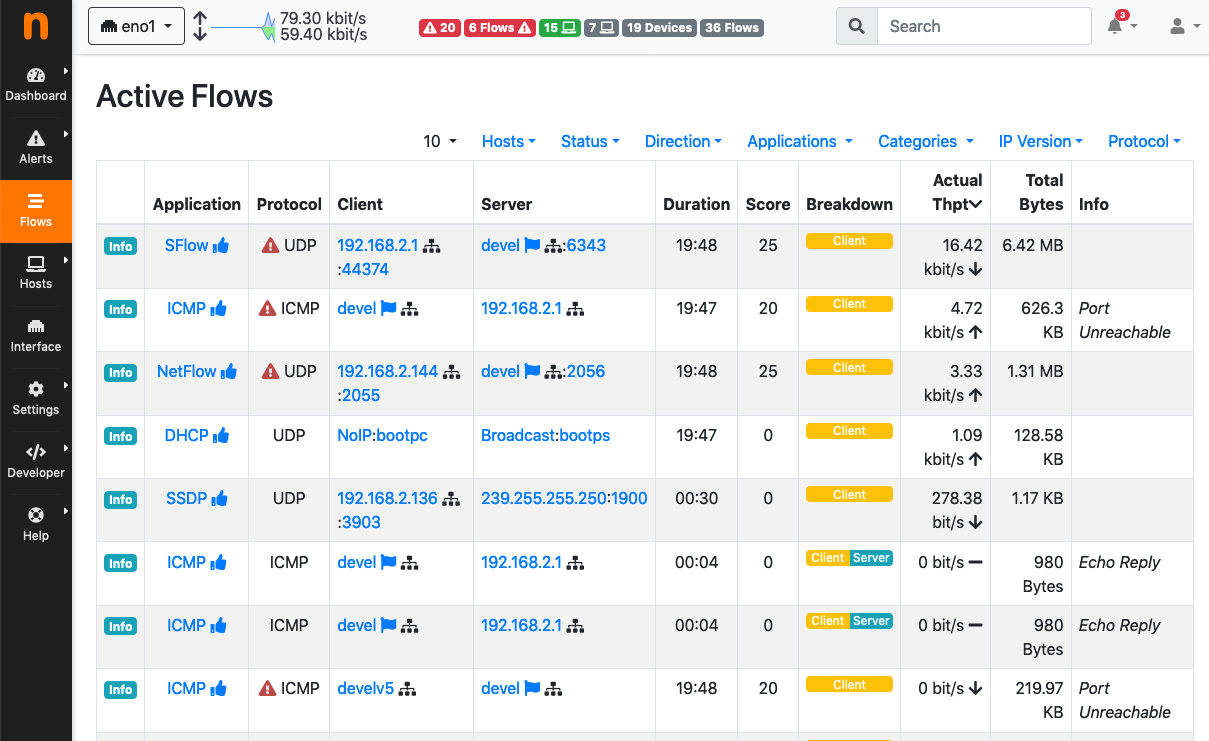 n
eno1
79.30 kbit/s
59.40 kbit/s
20
6 Flows
15
7
19 Devices
36 Flows
Search
3
Dashboard
Alerts
Flows
Hosts
Interface
Settings
Developer
Help
Active Flows
10 Hosts Status Direction Applications Categories IP Version Protocol
Application Protocol Client Server Duration Score Breakdown Actual Thpt Total Bytes Info
Info SFlow UDP 192.168.2.1 devel :6343 19:48 25 Client 16.42 6.42 MB
:44374 kbit/s
Info ICMP ICMP devel 192.168.2.1 19:47 20 Client 4.72 626.3 Port
kbit/s KB Unreachable
Info NetFlow UDP 192.168.2.144 devel :2056 19:48 25 Client 3.33 1.31 MB
:2055 kbit/s
Info DHCP UDP NoIP:bootpc Broadcast:bootps 19:47 0 Client 1.09 128.58
kbit/s KB
Info SSDP UDP 192.168.2.136 239.255.255.250:1900 00:30 0 Client 278.38 1.17 KB
:3903 bit/s
Info ICMP ICMP devel 192.168.2.1 00:04 0 Client Server 0 bit/s 980 Echo Reply
Bytes
Info ICMP ICMP devel 192.168.2.1 00:04 0 Client Server 0 bit/s 980 Echo Reply
Bytes
Info ICMP ICMP develv5 devel 19:48 20 Client 0 bit/s 219.97 Port
KB Unreachable